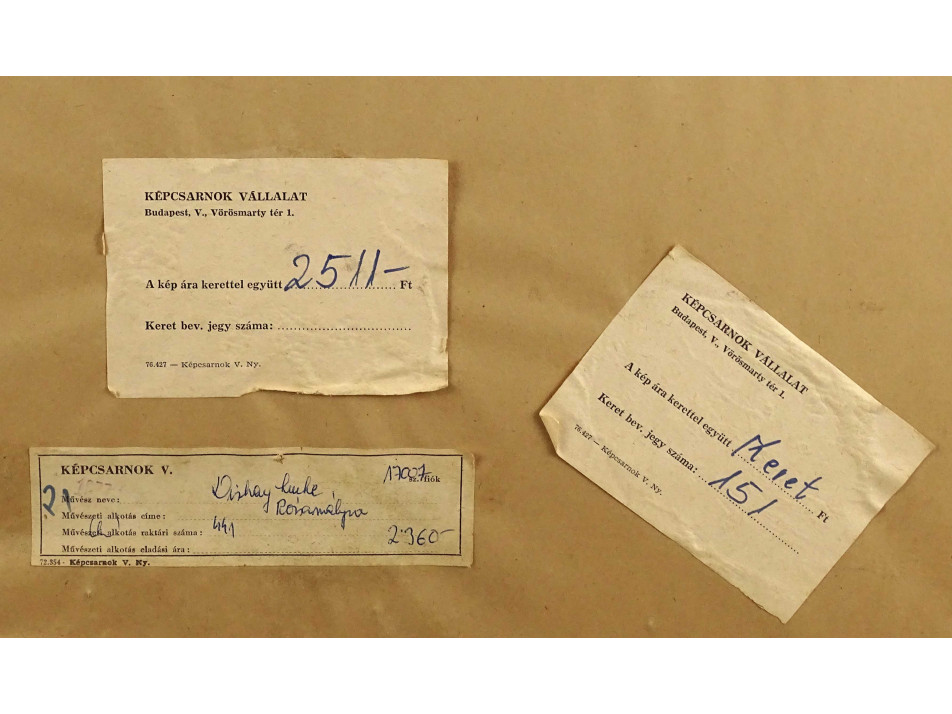 KÉPCSARNOK VÁLLALAT
Budapest, V., Vörösmarty tér 1.
A kép ára kerettel együtt 2511- Ft
Keret bev. jegy száma:
76.427 — Képcsarnok V. Ny.
KÉPCSARNOK V.
21
sz. fiók
Művész neve:
Művészeti alkotás címe:
Művészeti alkotás raktári száma: 441
2360-
Művészeti alkotás eladási ára:
72.354 - Képcsarnok V. Ny.
KÉPCSARNOK VÁLLALAT
Budapest, V., Vörösmarty tér 1.
A kép ára kerettel együtt Keret Ft
Keret bev. jegy száma: 151
76.427 — Képcsarnok V. Ny.